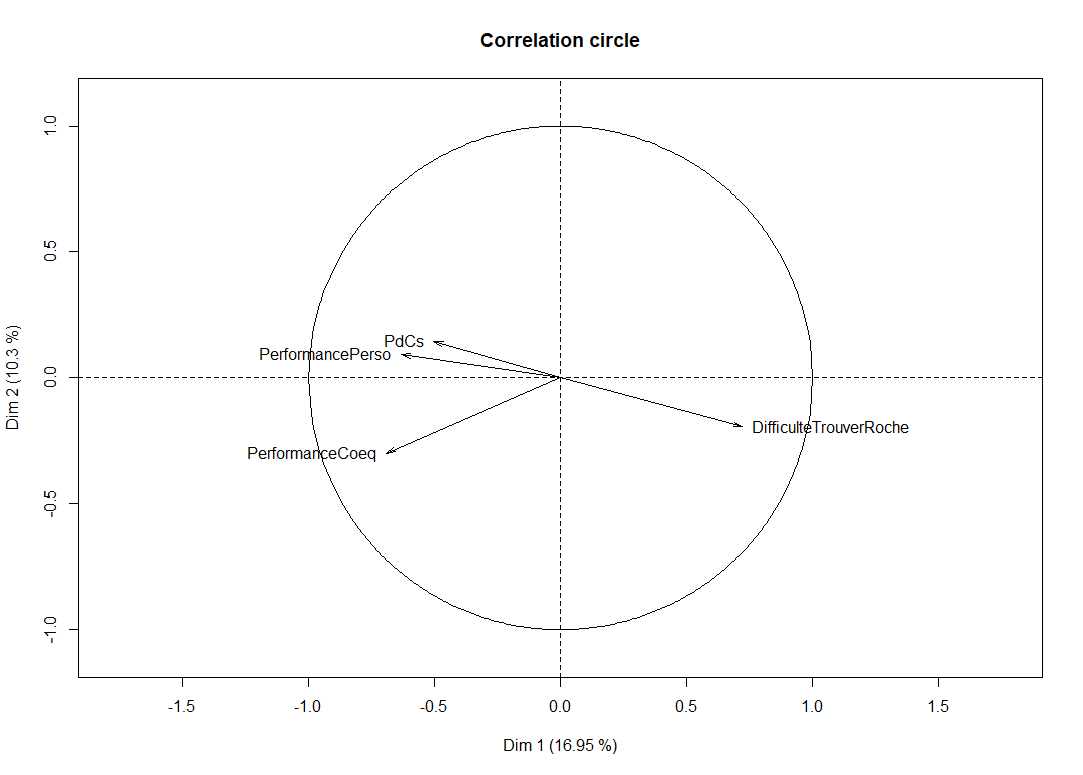 Correlation circle
1.0
0.5
0.0
-0.5
-1.0
Dim 2 (10.3 %)
PdCs
PerformancePerso
DifficulteTrouverRoche
PerformanceCoeq
-1.5
-1.0
-0.5
0.0
0.5
1.0
1.5
Dim 1 (16.95 %)